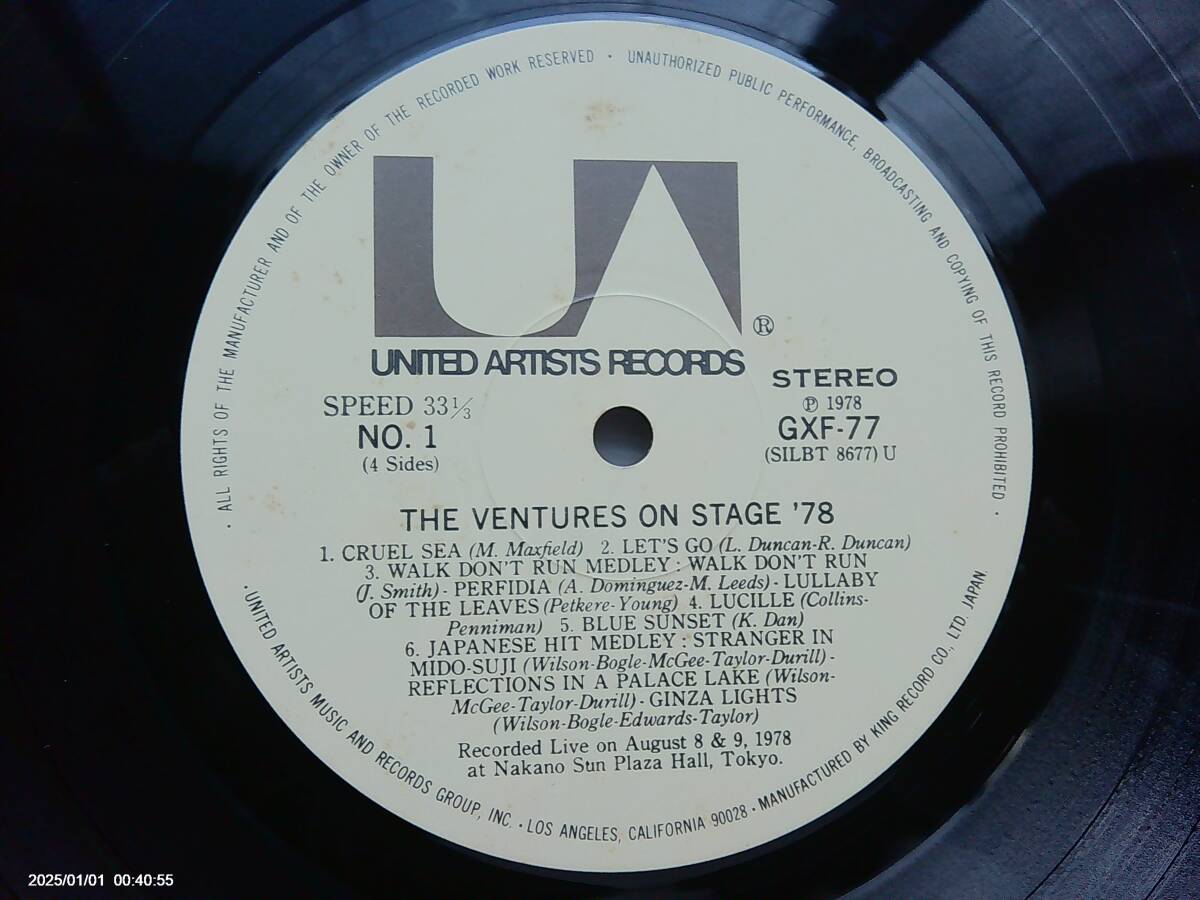 · ALL RIGHTS OF THE MANUFACTURER AND OF THE OWNER OF THE RECORDED WORK RESERVED · UNAUTHORIZED PUBLIC PERFORMANCE, BROADCASTING AND COPYING OF THIS RECORD PROHIBITED ·
UA ®
UNITED ARTISTS RECORDS
SPEED 33⅓
NO. 1
(4 Sides)
STEREO
Ⓟ 1978
GXF-77
(SILBT 8677) U
THE VENTURES ON STAGE '78
1. CRUEL SEA (M. Maxfield) 2. LET'S GO (L. Duncan-R. Duncan)
3. WALK DON'T RUN MEDLEY : WALK DON'T RUN
(J. Smith) - PERFIDIA (A. Dominguez-M. Leeds) - LULLABY
OF THE LEAVES (Petkere-Young) 4. LUCILLE (Collins-
Penniman) 5. BLUE SUNSET (K. Dan)
6. JAPANESE HIT MEDLEY : STRANGER IN
MIDO-SUJI (Wilson-Bogle-McGee-Taylor-Durill) -
REFLECTIONS IN A PALACE LAKE (Wilson-
McGee-Taylor-Durill) - GINZA LIGHTS
(Wilson-Bogle-Edwards-Taylor)
Recorded Live on August 8 & 9, 1978
at Nakano Sun Plaza Hall, Tokyo.
· UNITED ARTISTS MUSIC AND RECORDS GROUP, INC. · LOS ANGELES, CALIFORNIA 90028 · MANUFACTURED BY KING RECORD CO., LTD. JAPAN.
2025/01/01 00:40:55